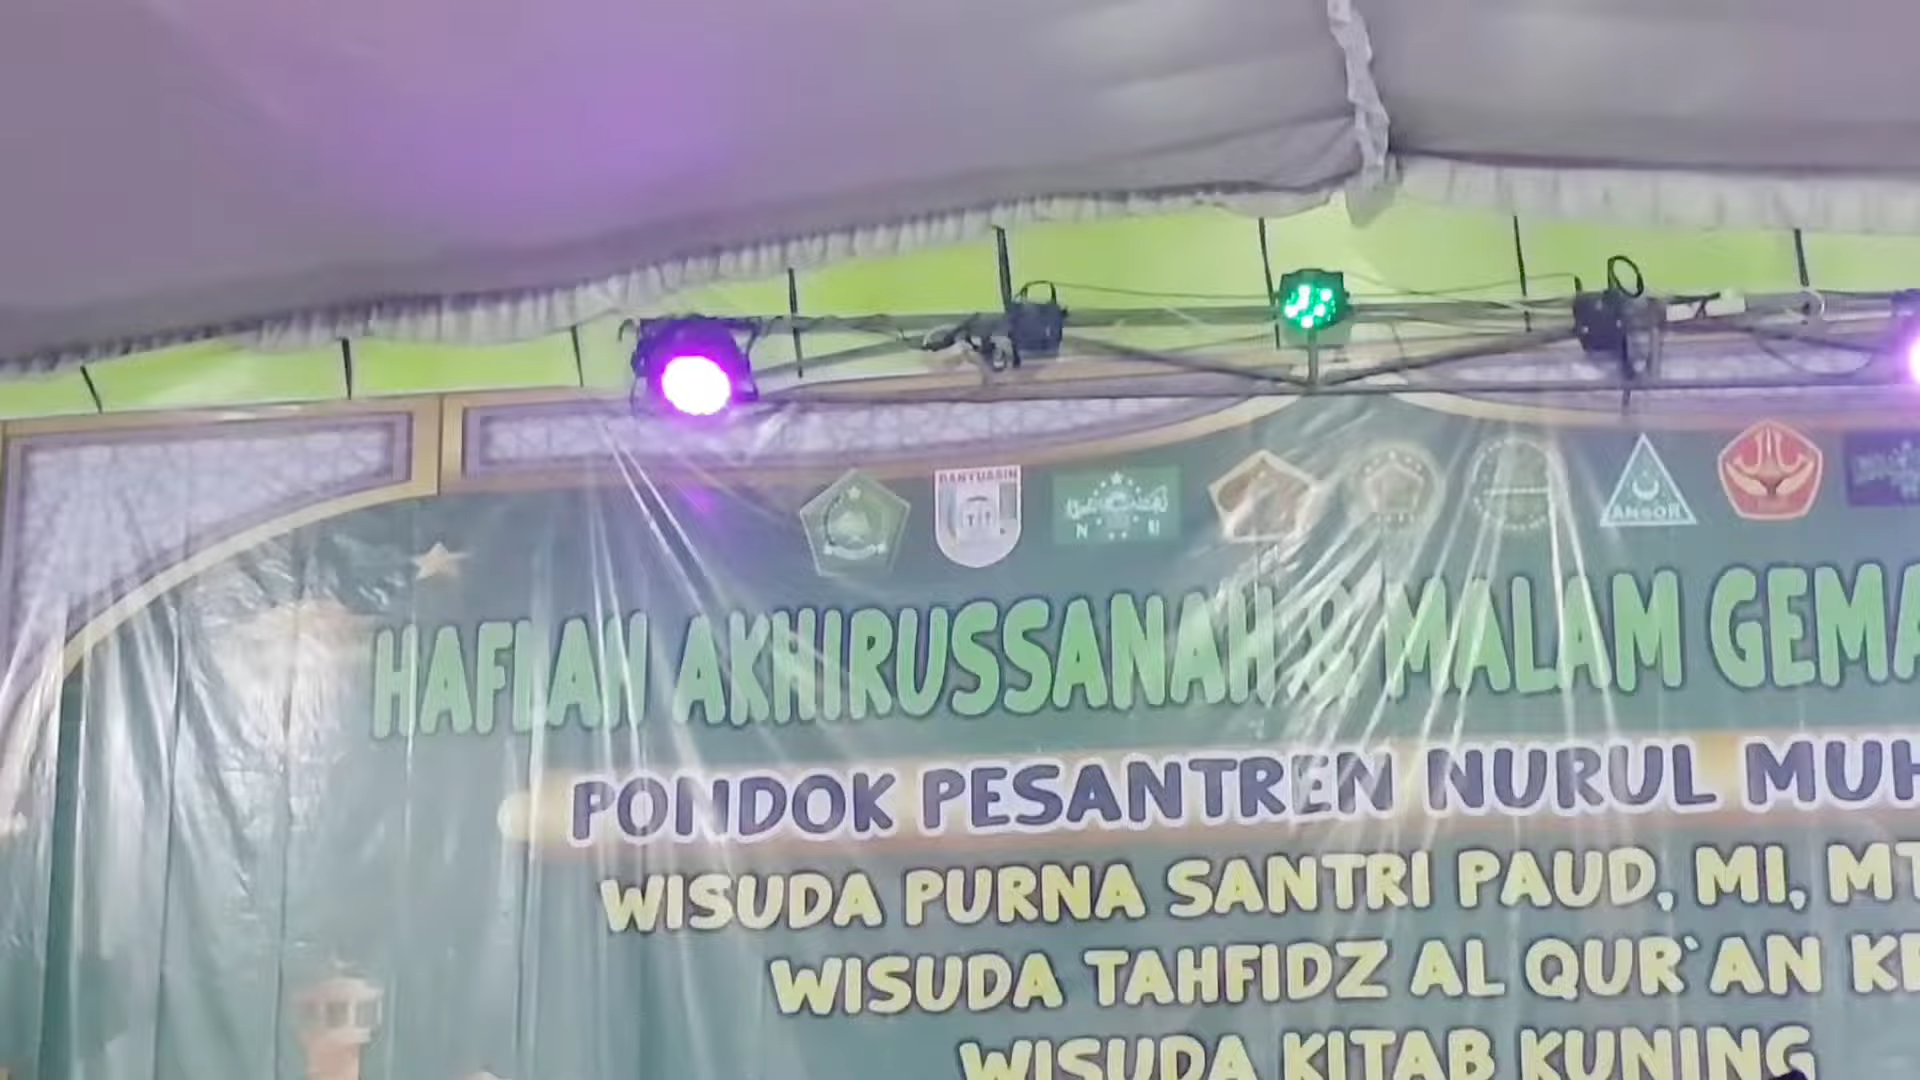 BANYUASIN
N U
ANSOR
HAFLAH AKHIRUSSANAH & MALAM GEMA
PONDOK PESANTREN NURUL MUH
WISUDA PURNA SANTRI PAUD, MI, MT
WISUDA TAHFIDZ AL QUR`AN KE
WISUDA KITAB KUNING